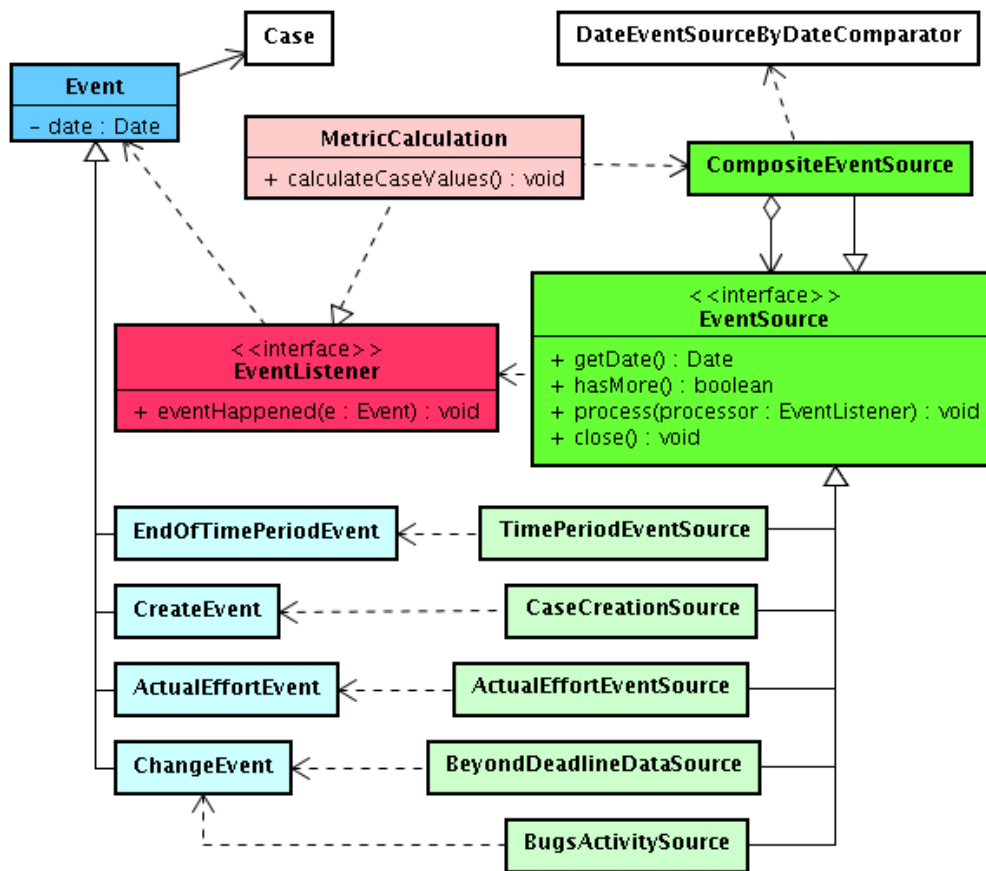 Case
DateEventSourceByDateComparator
Event
- date : Date
MetricCalculation
+ calculateCaseValues() : void
CompositeEventSource
<<interface>>
EventListener
+ eventHappened(e : Event) : void
<<interface>>
EventSource
+ getDate() : Date
+ hasMore() : boolean
+ process(processor : EventListener) : void
+ close() : void
EndOfTimePeriodEvent
TimePeriodEventSource
CreateEvent
CaseCreationSource
ActualEffortEvent
ActualEffortEventSource
ChangeEvent
BeyondDeadlineDataSource
BugsActivitySource